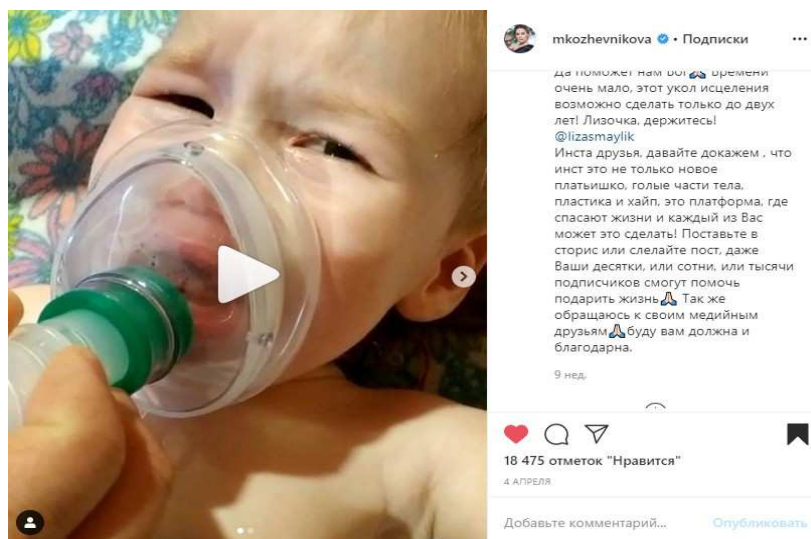 mkozhevnikova • Подписки
Да поможет нам Бог🙏 Времени
очень мало, этот укол исцеления
возможно сделать только до двух
лет! Лизочка, держитесь!
@lizasmaylik
Инста друзья, давайте докажем , что
инст это не только новое
платьишко, голые части тела,
пластика и хайп, это платформа, где
спасают жизни и каждый из Вас
может это сделать! Поставьте в
сторис или слелайте пост, даже
Ваши десятки, или сотни, или тысячи
подписчиков смогут помочь
подарить жизнь🙏 Так же
обращаюсь к своим медийным
друзьям🙏буду вам должна и
благодарна.
9 нед.
18 475 отметок "Нравится"
4 АПРЕЛЯ
Добавьте комментарий... Опубликовать